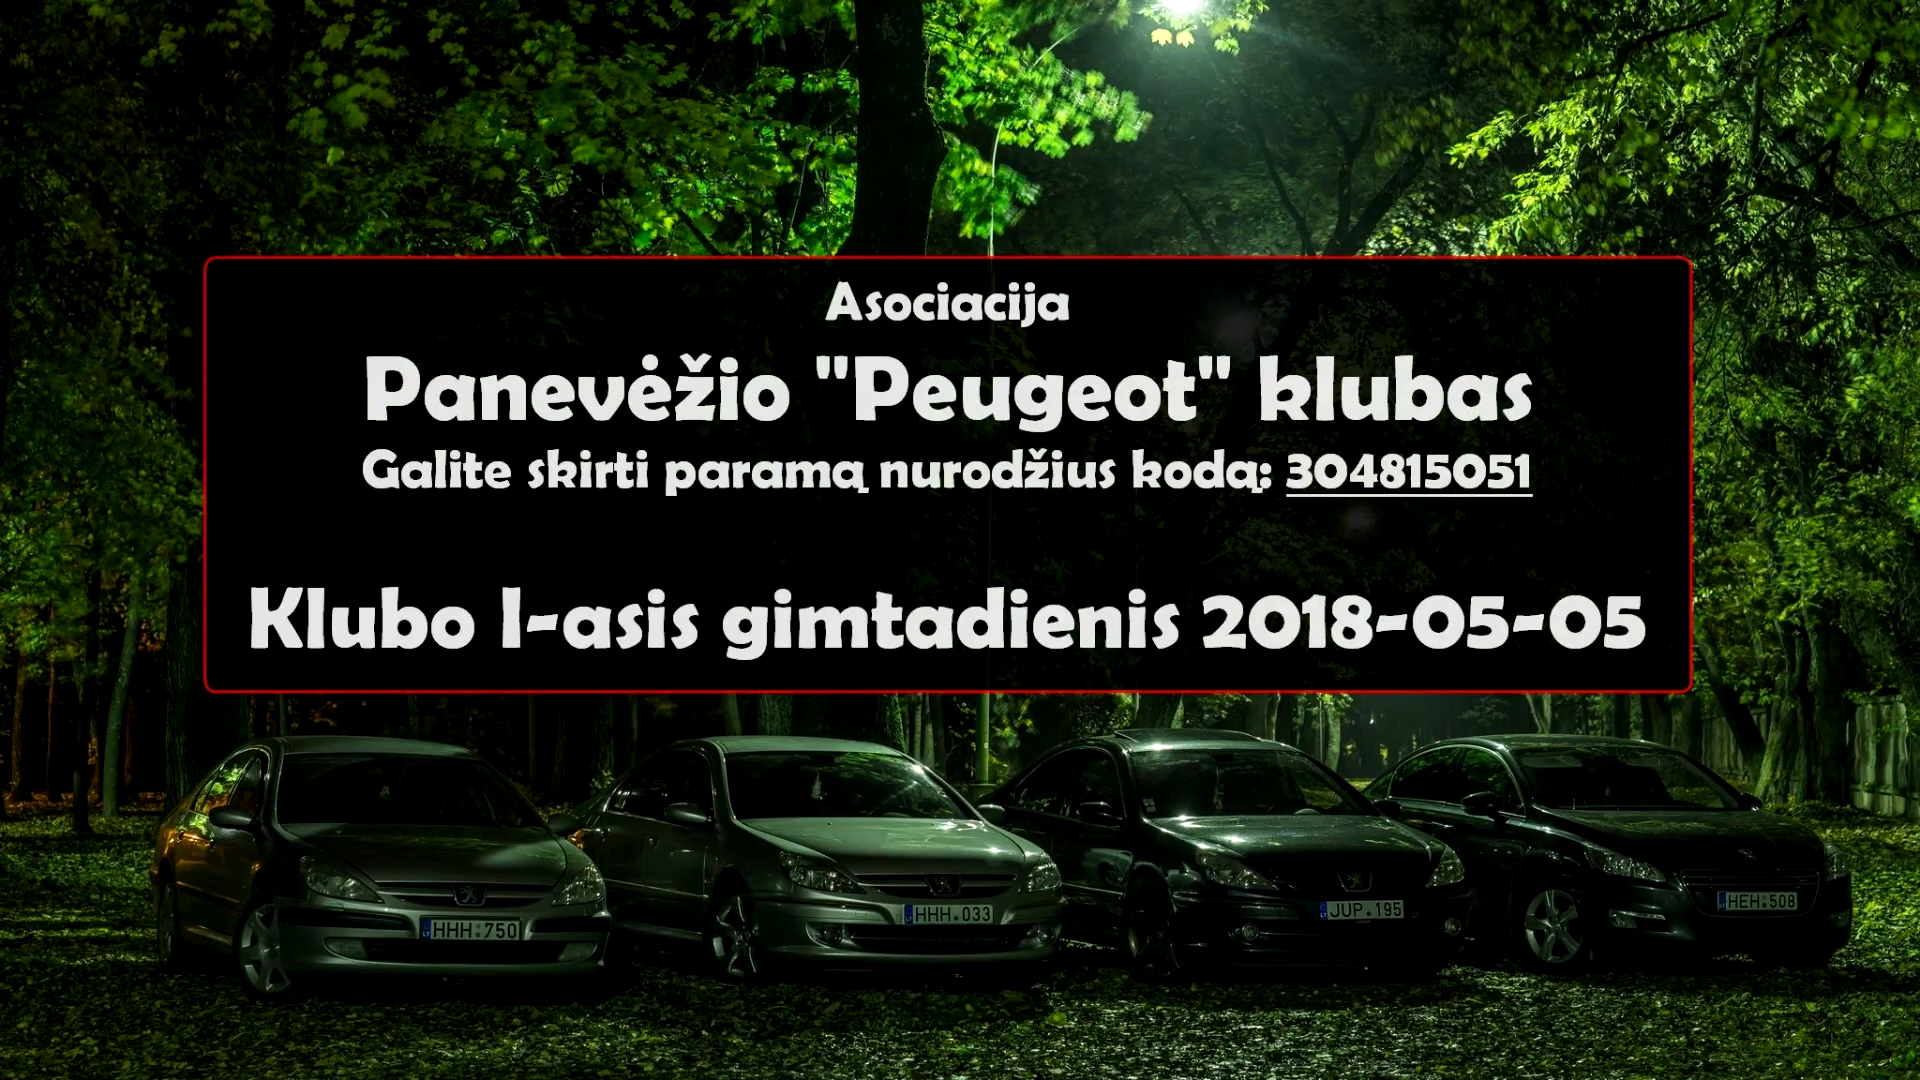 Asociacija
Panevėžio "Peugeot" klubas
Galite skirti paramą nurodžius kodą: 304815051
Klubo I-asis gimtadienis 2018-05-05
HHH:750
HHH:033
JUP:195
HEH:508